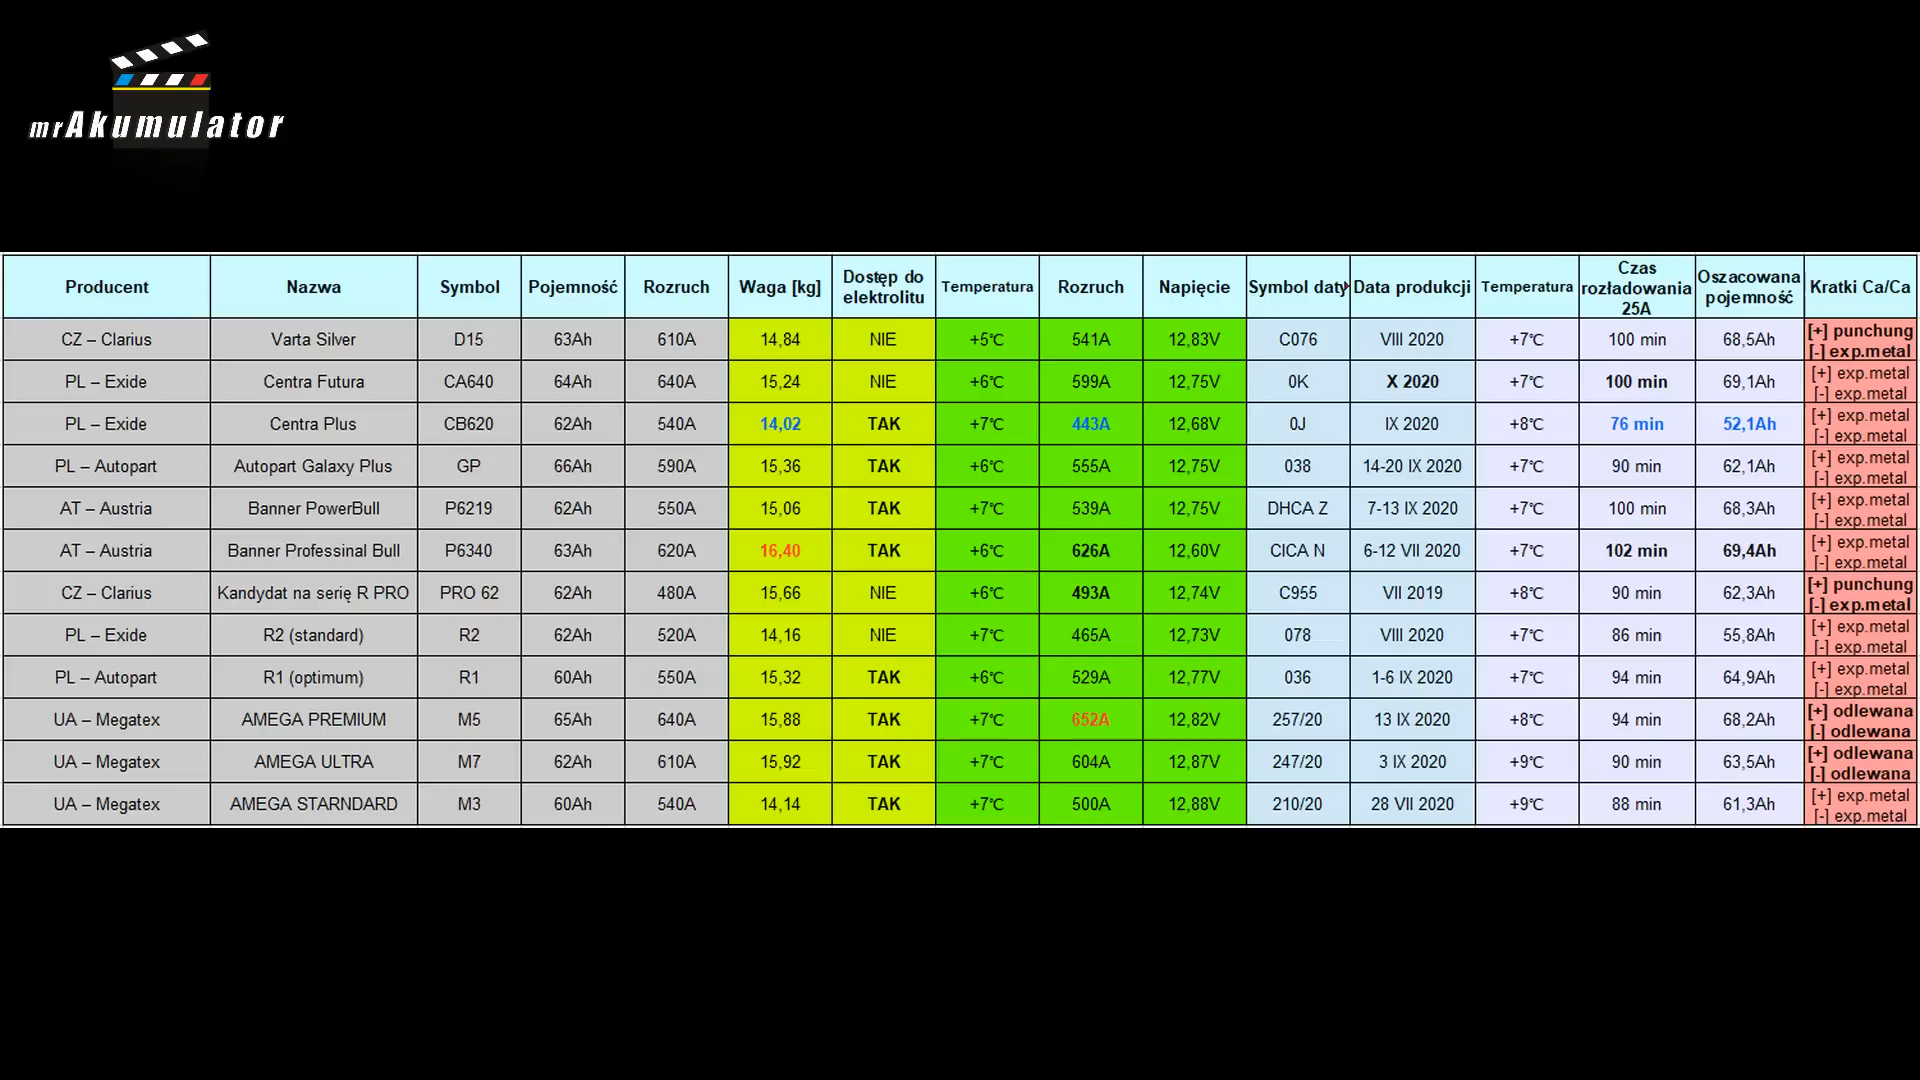 mrAkumulator
Producent Nazwa Symbol Pojemność Rozruch Waga [kg] Dostęp do elektrolitu Temperatura Rozruch Napięcie Symbol daty Data produkcji Temperatura Czas rozładowania 25A Oszacowana pojemność Kratki Ca/Ca
CZ – Clarius Varta Silver D15 63Ah 610A 14,84 NIE +5℃ 541A 12,83V C076 VIII 2020 +7℃ 100 min 68,5Ah [+] punchung [-] exp.metal
PL – Exide Centra Futura CA640 64Ah 640A 15,24 NIE +6℃ 599A 12,75V 0K X 2020 +7℃ 100 min 69,1Ah [+] exp.metal [-] exp.metal
PL – Exide Centra Plus CB620 62Ah 540A 14,02 TAK +7℃ 443A 12,68V 0J IX 2020 +8℃ 76 min 52,1Ah [+] exp.metal [-] exp.metal
PL – Autopart Autopart Galaxy Plus GP 66Ah 590A 15,36 TAK +6℃ 555A 12,75V 038 14-20 IX 2020 +7℃ 90 min 62,1Ah [+] exp.metal [-] exp.metal
AT – Austria Banner PowerBull P6219 62Ah 550A 15,06 TAK +7℃ 539A 12,75V DHCA Z 7-13 IX 2020 +7℃ 100 min 68,3Ah [+] exp.metal [-] exp.metal
AT – Austria Banner Professinal Bull P6340 63Ah 620A 16,40 TAK +6℃ 626A 12,60V CICA N 6-12 VII 2020 +7℃ 102 min 69,4Ah [+] exp.metal [-] exp.metal
CZ – Clarius Kandydat na serię R PRO PRO 62 62Ah 480A 15,66 NIE +6℃ 493A 12,74V C955 VII 2019 +8℃ 90 min 62,3Ah [+] punchung [-] exp.metal
PL – Exide R2 (standard) R2 62Ah 520A 14,16 NIE +7℃ 465A 12,73V 078 VIII 2020 +7℃ 86 min 55,8Ah [+] exp.metal [-] exp.metal
PL – Autopart R1 (optimum) R1 60Ah 550A 15,32 TAK +6℃ 529A 12,77V 036 1-6 IX 2020 +7℃ 94 min 64,9Ah [+] exp.metal [-] exp.metal
UA – Megatex AMEGA PREMIUM M5 65Ah 640A 15,88 TAK +7℃ 652A 12,82V 257/20 13 IX 2020 +8℃ 94 min 68,2Ah [+] odlewana [-] odlewana
UA – Megatex AMEGA ULTRA M7 62Ah 610A 15,92 TAK +7℃ 604A 12,87V 247/20 3 IX 2020 +9℃ 90 min 63,5Ah [+] odlewana [-] odlewana
UA – Megatex AMEGA STARNDARD M3 60Ah 540A 14,14 TAK +7℃ 500A 12,88V 210/20 28 VII 2020 +9℃ 88 min 61,3Ah [+] exp.metal [-] exp.metal